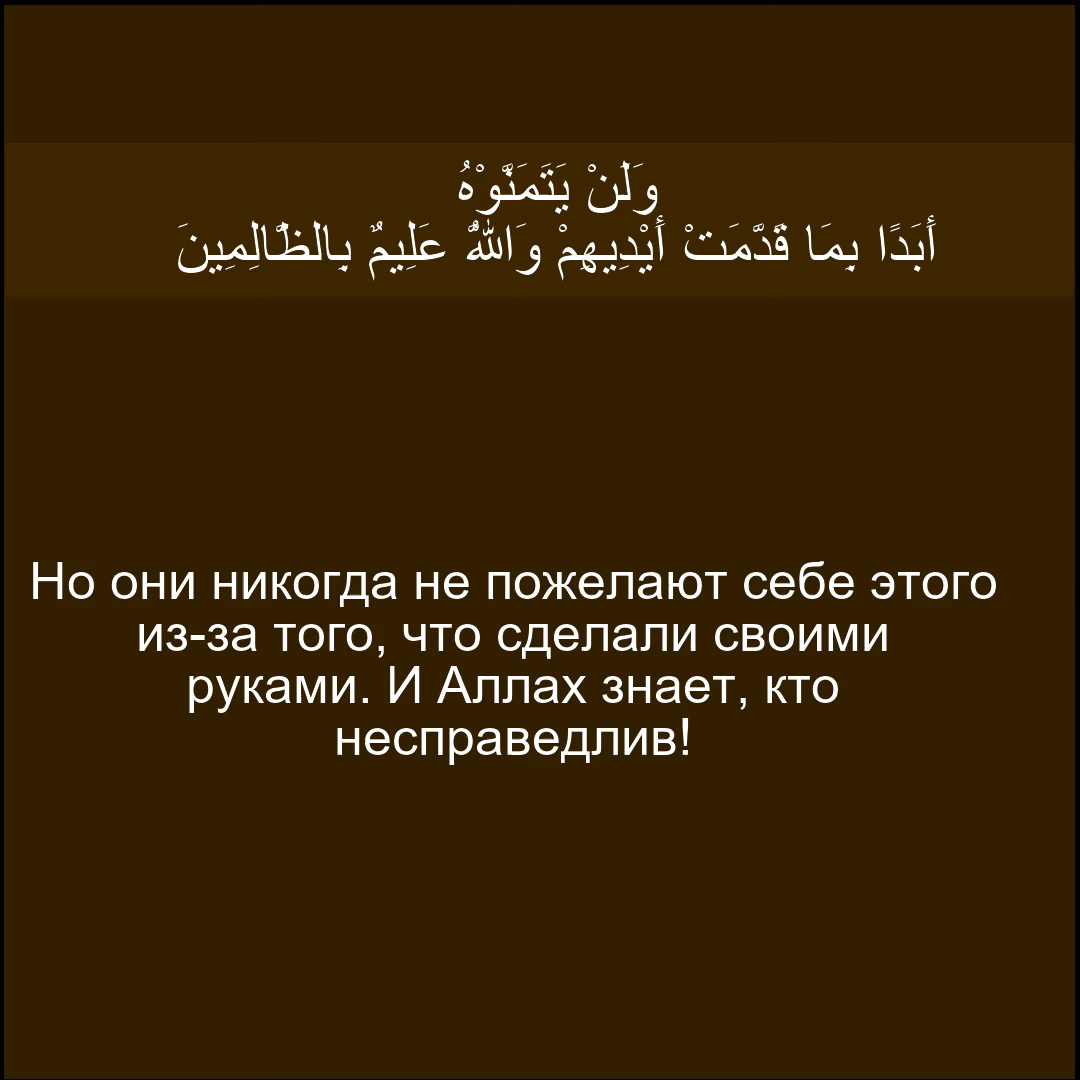 وَلَنْ يَتَمَنَّوْهُ
أَبَدًا بِمَا قَدَّمَتْ أَيْدِيهِمْ وَاللَّهُ عَلِيمٌ بِالظَّالِمِينَ
Но они никогда не пожелают себе этого
из-за того, что сделали своими
руками. И Аллах знает, кто
несправедлив!